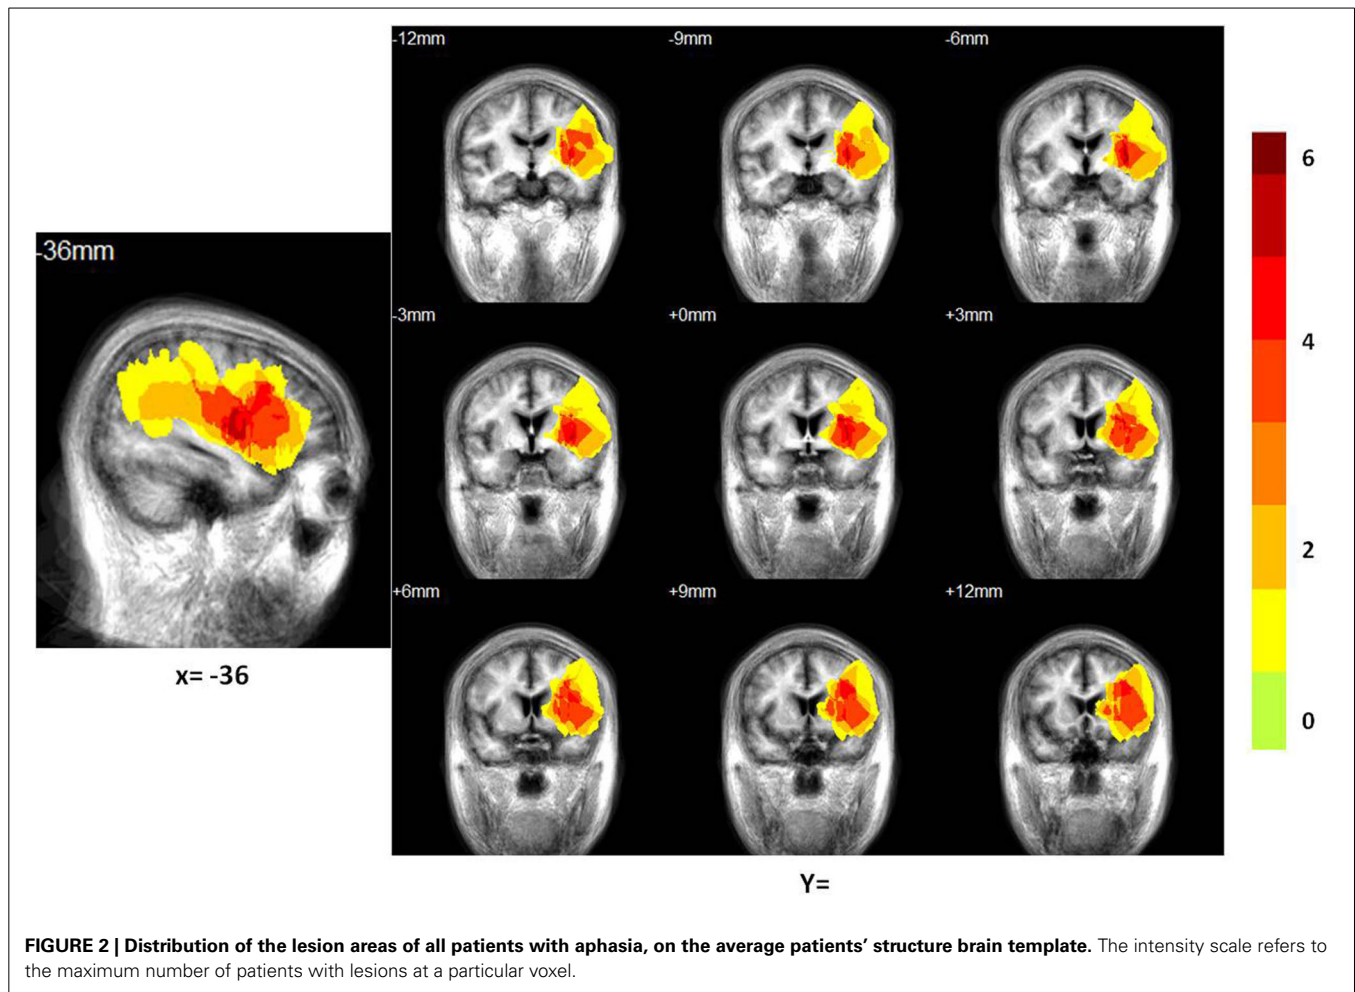 -12mm
-9mm
-6mm
-36mm
-3mm
+0mm
+3mm
+6mm
+9mm
+12mm
6
4
2
0
x= -36
Y=
FIGURE 2 | Distribution of the lesion areas of all patients with aphasia, on the average patients’ structure brain template. The intensity scale refers to
the maximum number of patients with lesions at a particular voxel.